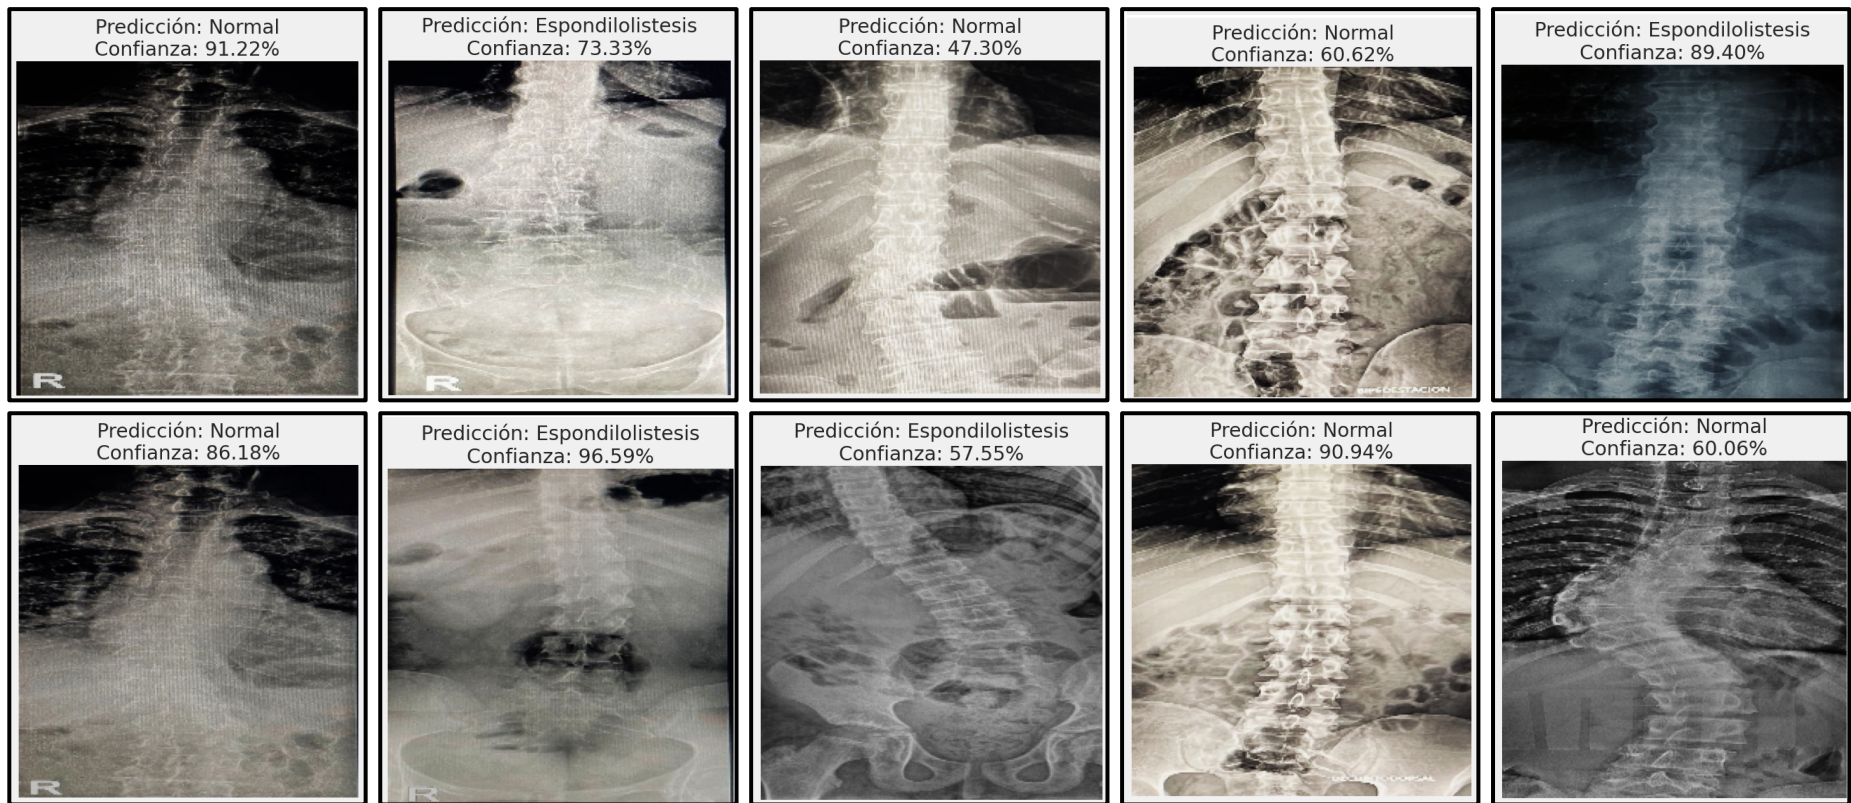 Predicción: Normal
Confianza: 91.22%
Predicción: Espondilolistesis
Confianza: 73.33%
Predicción: Normal
Confianza: 47.30%
Predicción: Normal
Confianza: 60.62%
Predicción: Espondilolistesis
Confianza: 89.40%
R
R
BIPEDESTACION
Predicción: Normal
Confianza: 86.18%
Predicción: Espondilolistesis
Confianza: 96.59%
Predicción: Espondilolistesis
Confianza: 57.55%
Predicción: Normal
Confianza: 90.94%
Predicción: Normal
Confianza: 60.06%
R
R